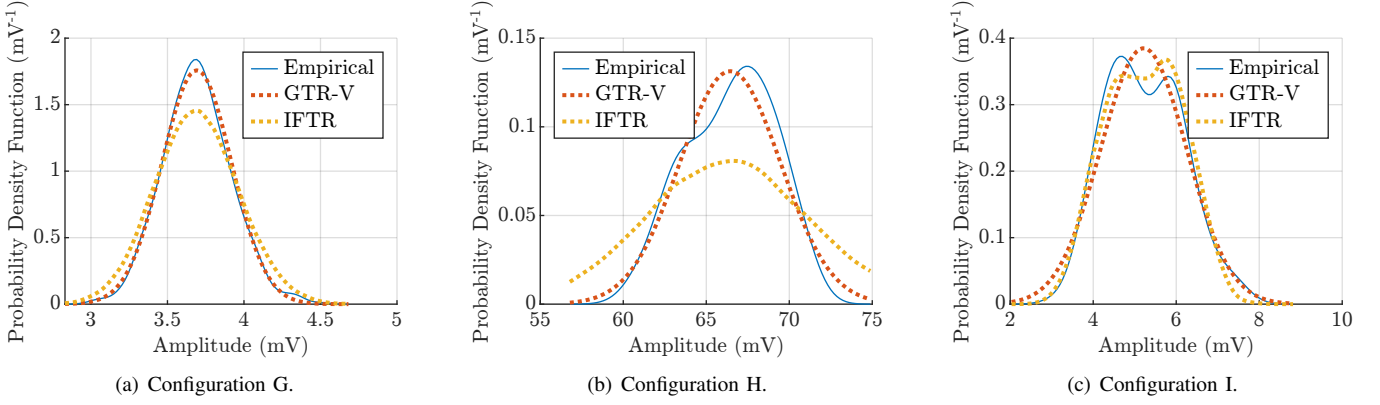 Probability Density Function (mV-1)
2
1.5
1
0.5
0
3
3.5
4
4.5
5
Amplitude (mV)
Empirical
GTR-V
IFTR
(a) Configuration G.
Probability Density Function (mV-1)
0.15
0.1
0.05
0
55
60
65
70
75
Amplitude (mV)
Empirical
GTR-V
IFTR
(b) Configuration H.
Probability Density Function (mV-1)
0.4
0.3
0.2
0.1
0
2
4
6
8
10
Amplitude (mV)
Empirical
GTR-V
IFTR
(c) Configuration I.